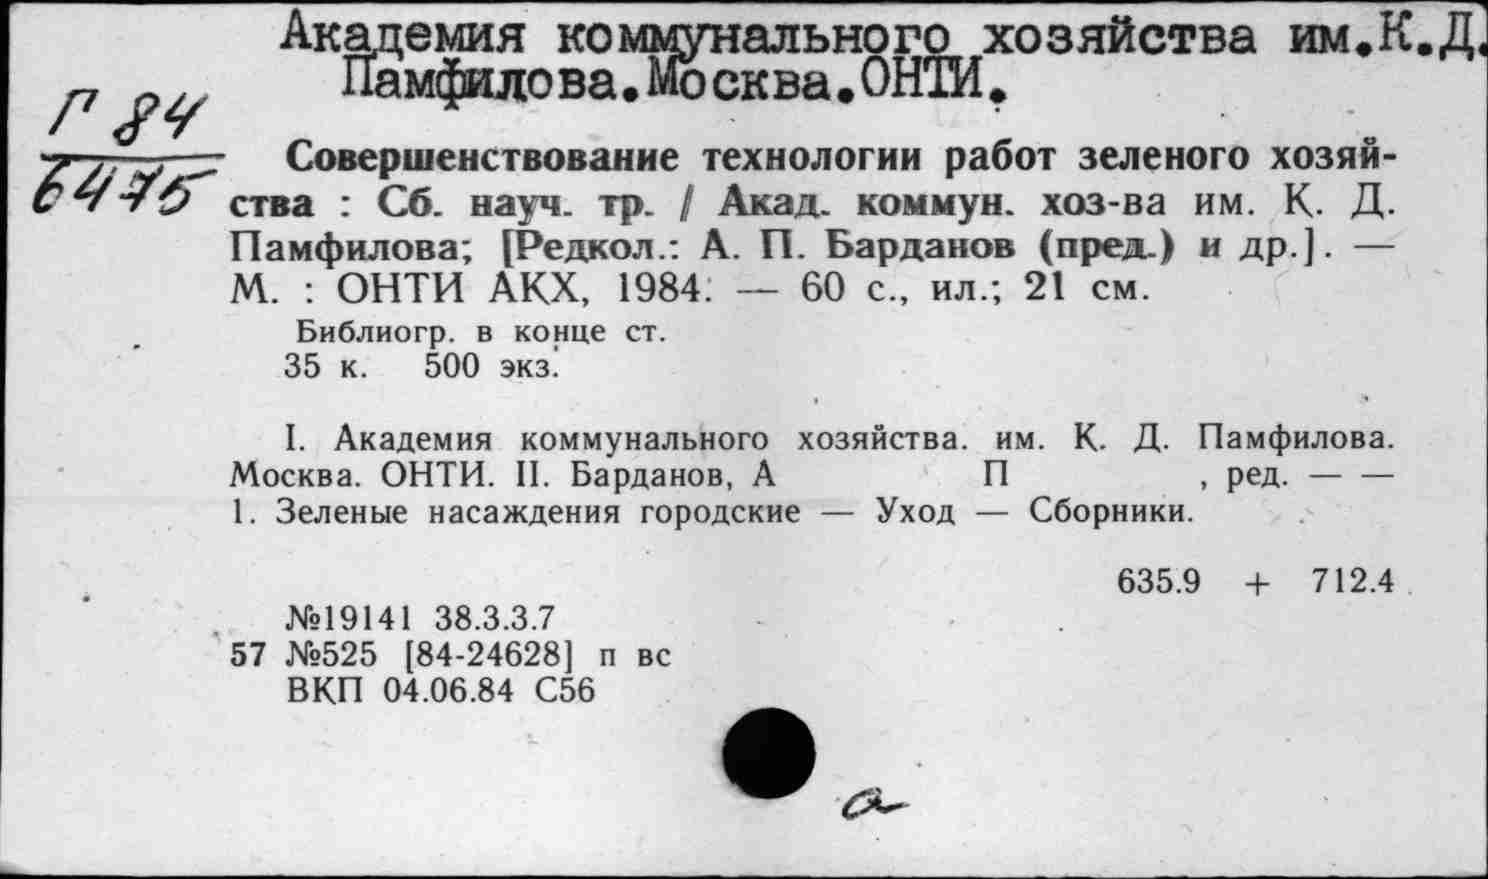 Академия коммунального хозяйства им.К.Д.
Памфилова.Москва.ОНТИ.
Г 84
6475
Совершенствование технологии работ зеленого хозяй-
ства : Сб. науч. тр. / Акад. коммун. хоз-ва им. К. Д.
Памфилова; [Редкол.: А. П. Барданов (пред.) и др.]. —
М. : ОНТИ АКХ, 1984. — 60 с., ил.; 21 см.
Библиогр. в конце ст.
35 к. 500 экз.
I. Академия коммунального хозяйства. им. К. Д. Памфилова.
Москва. ОНТИ. II. Барданов, А П , ред. — —
1. Зеленые насаждения городские — Уход — Сборники.
635.9 + 712.4
№19141 38.3.3.7
57 №525 [84-24628] п вс
ВКП 04.06.84 С56